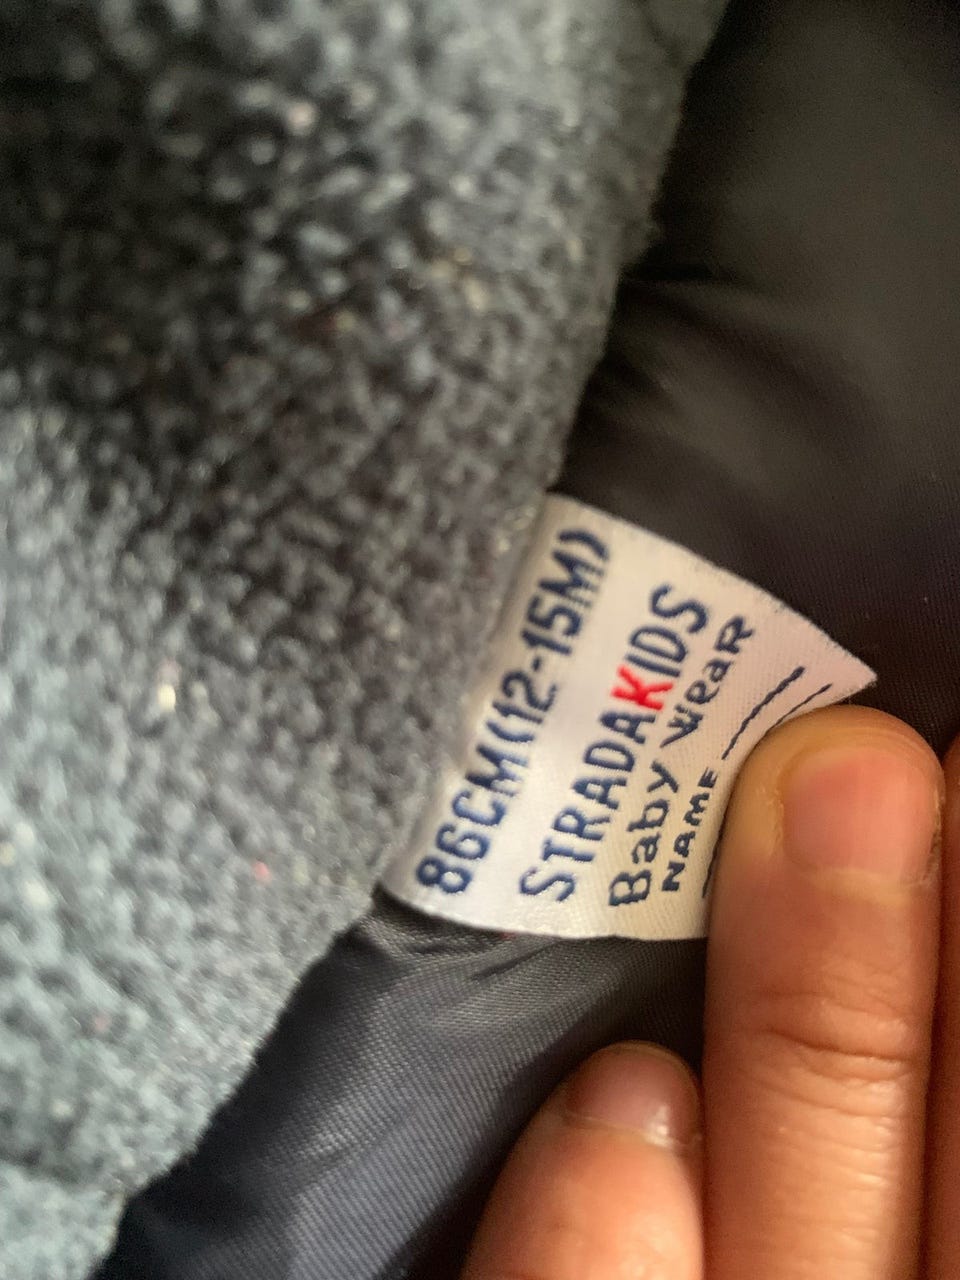 86CM(12-15M)
STRADAKIDS
Baby WeaR
NAME